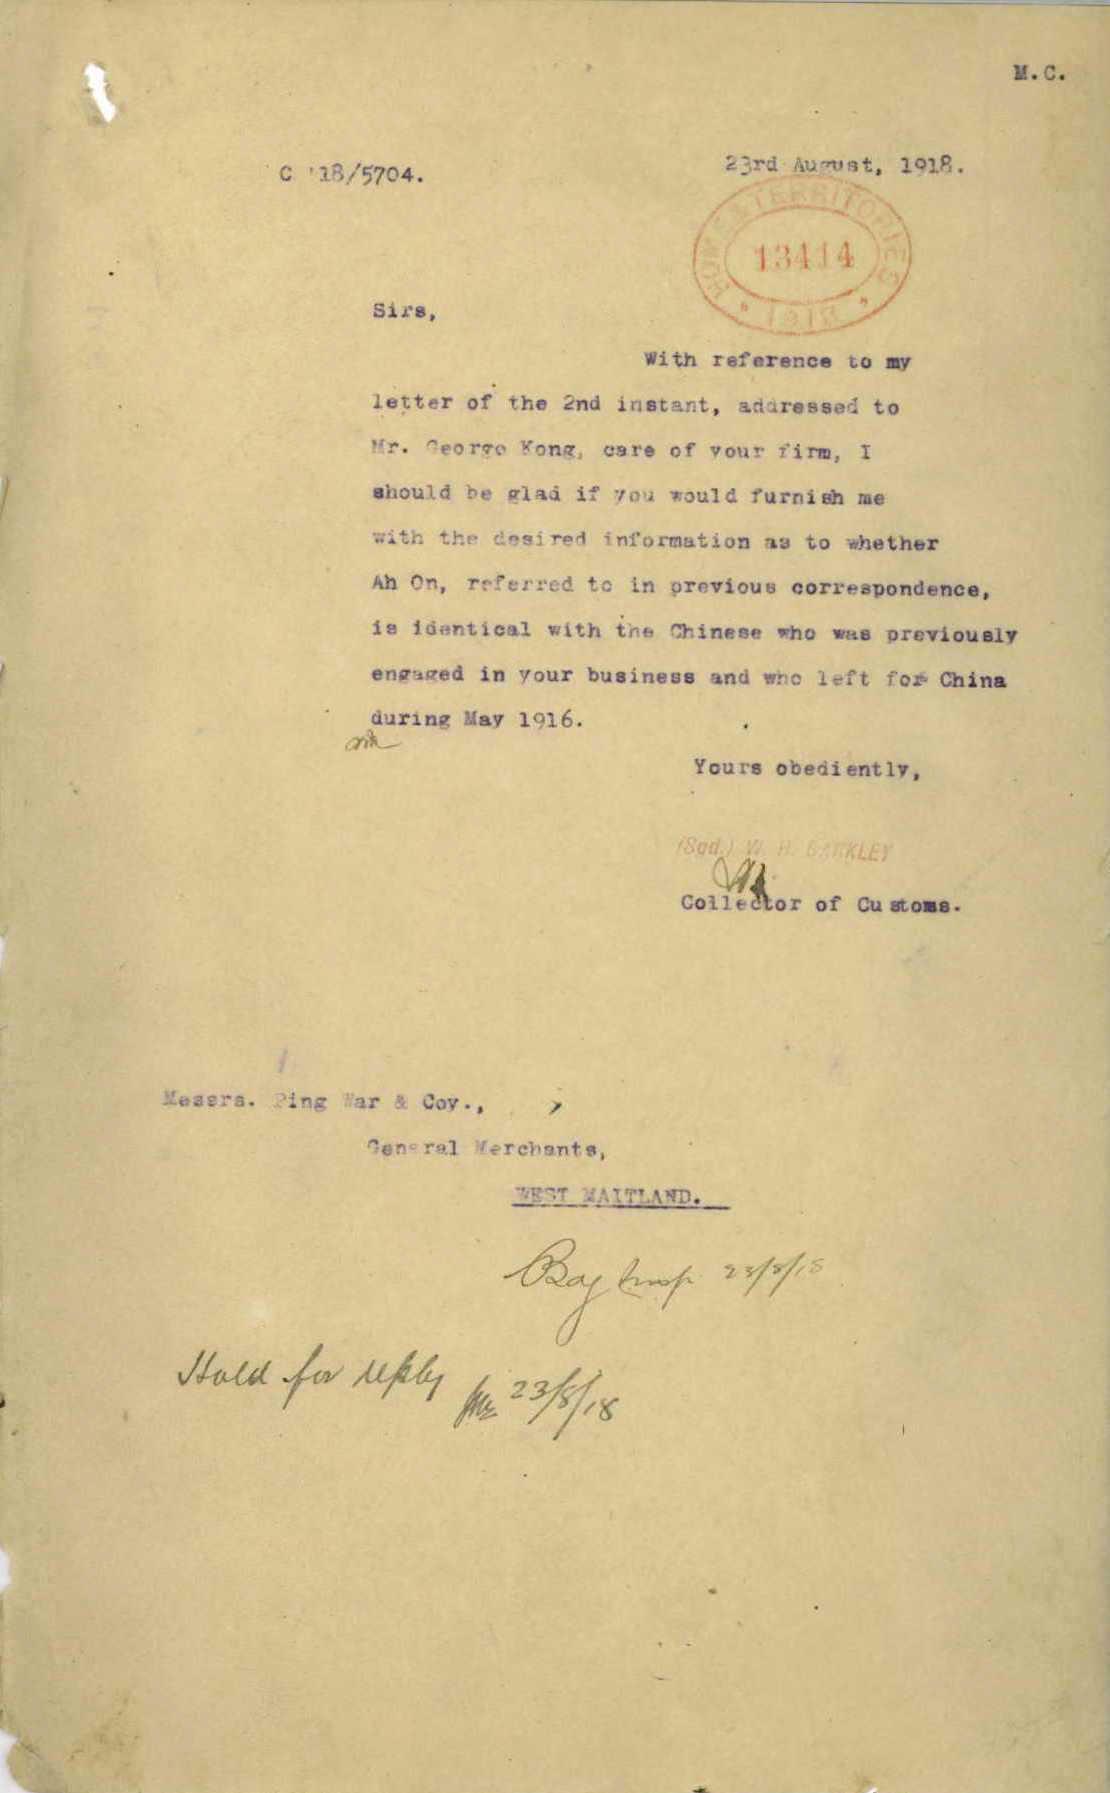 M.C.
C '18/5704.
23rd August, 1918.
HOME & TERRITORIES
13414
1918
Sirs,
With reference to my
letter of the 2nd instant, addressed to
Mr. George Kong, care of your firm, I
should be glad if you would furnish me
with the desired information as to whether
Ah On, referred to in previous correspondence,
is identical with the Chinese who was previously
engaged in your business and who left for China
during May 1916.
Yours obediently,
(Sgd.) W. H. BARKLEY
Collector of Customs.
Messrs. Ping War & Coy.,
General Merchants,
WEST MAITLAND.
23/8/18
Hold for reply
23/8/18